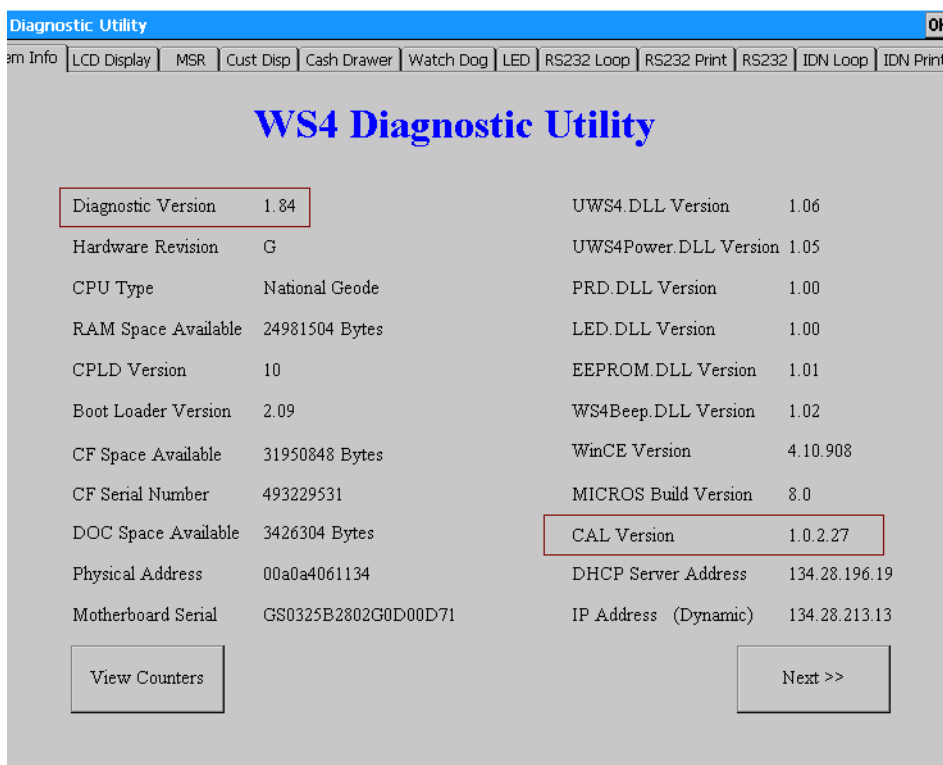 Diagnostic Utility OK
em Info LCD Display MSR Cust Disp Cash Drawer Watch Dog LED RS232 Loop RS232 Print RS232 IDN Loop IDN Print
WS4 Diagnostic Utility
Diagnostic Version 1.84 UWS4.DLL Version 1.06
Hardware Revision G UWS4Power.DLL Version 1.05
CPU Type National Geode PRD.DLL Version 1.00
RAM Space Available 24981504 Bytes LED.DLL Version 1.00
CPLD Version 10 EEPROM.DLL Version 1.01
Boot Loader Version 2.09 WS4Beep.DLL Version 1.02
CF Space Available 31950848 Bytes WinCE Version 4.10.908
CF Serial Number 493229531 MICROS Build Version 8.0
DOC Space Available 3426304 Bytes CAL Version 1.0.2.27
Physical Address 00a0a4061134 DHCP Server Address 134.28.196.19
Motherboard Serial GS0325B2802G0D00D71 IP Address (Dynamic) 134.28.213.13
View Counters Next >>